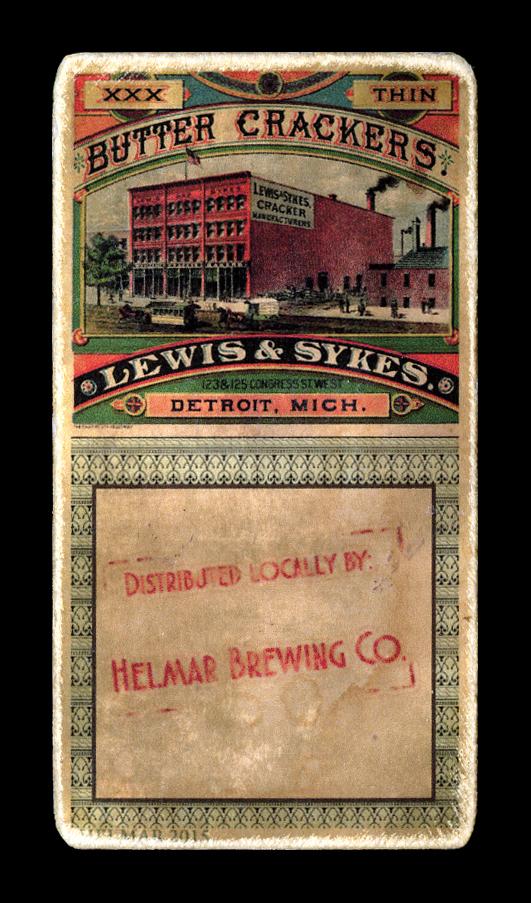 XXX THIN
BUTTER CRACKERS.
LEWIS & SYKES,
CRACKER
MANUFACTURERS
LEWIS & SYKES.
123 & 125 CONGRESS ST. WEST
DETROIT, MICH.
DISTRIBUTED LOCALLY BY:
HELMAR BREWING CO.
HELMAR 2015